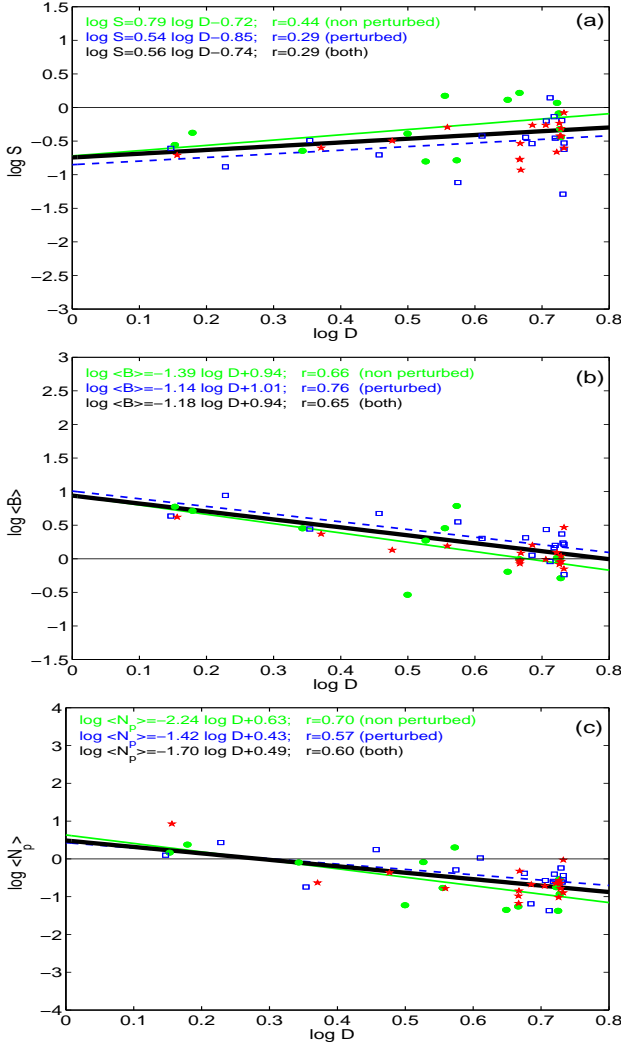 log S=0.79 log D−0.72; r=0.44 (non perturbed)
log S=0.54 log D−0.85; r=0.29 (perturbed)
log S=0.56 log D−0.74; r=0.29 (both)
(a)
1.5
1
0.5
0
−0.5
−1
−1.5
−2
−2.5
−3
log S
0 0.1 0.2 0.3 0.4 0.5 0.6 0.7 0.8
log D
log <B>=−1.39 log D+0.94; r=0.66 (non perturbed)
log <B>=−1.14 log D+1.01; r=0.76 (perturbed)
log <B>=−1.18 log D+0.94; r=0.65 (both)
(b)
3
2.5
2
1.5
1
0.5
0
−0.5
−1
−1.5
log <B>
0 0.1 0.2 0.3 0.4 0.5 0.6 0.7 0.8
log D
log <Np>=−2.24 log D+0.63; r=0.70 (non perturbed)
log <Np>=−1.42 log D+0.43; r=0.57 (perturbed)
log <Np>=−1.70 log D+0.49; r=0.60 (both)
(c)
4
3
2
1
0
−1
−2
−3
−4
log <Np>
0 0.1 0.2 0.3 0.4 0.5 0.6 0.7 0.8
log D